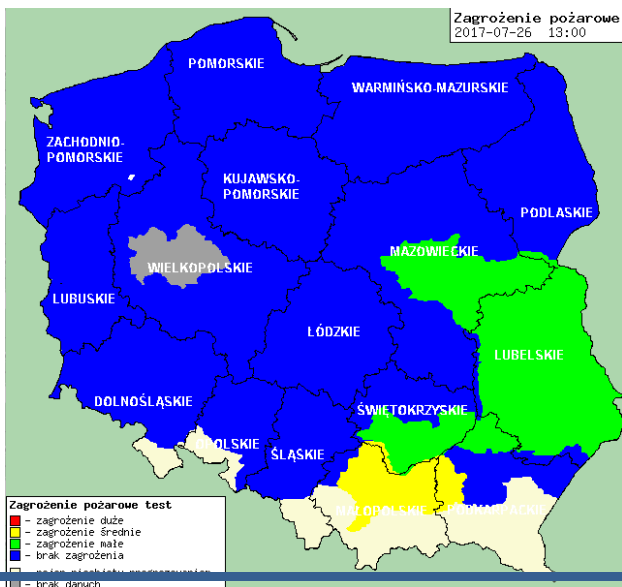 Zagrożenie pożarowe
2017-07-26 13:00
POMORSKIE
WARMIŃSKO-MAZURSKIE
ZACHODNIO-
POMORSKIE
KUJAWSKO-
POMORSKIE
PODLASKIE
MAZOWIECKIE
WIELKOPOLSKIE
LUBUSKIE
ŁÓDZKIE
LUBELSKIE
DOLNOŚLĄSKIE
ŚWIĘTOKRZYSKIE
OPOLSKIE
ŚLĄSKIE
MAŁOPOLSKIE
PODKARPACKIE
Zagrożenie pożarowe test
- zagrożenie duże
- zagrożenie średnie
- zagrożenie małe
- brak zagrożenia
- brak danych